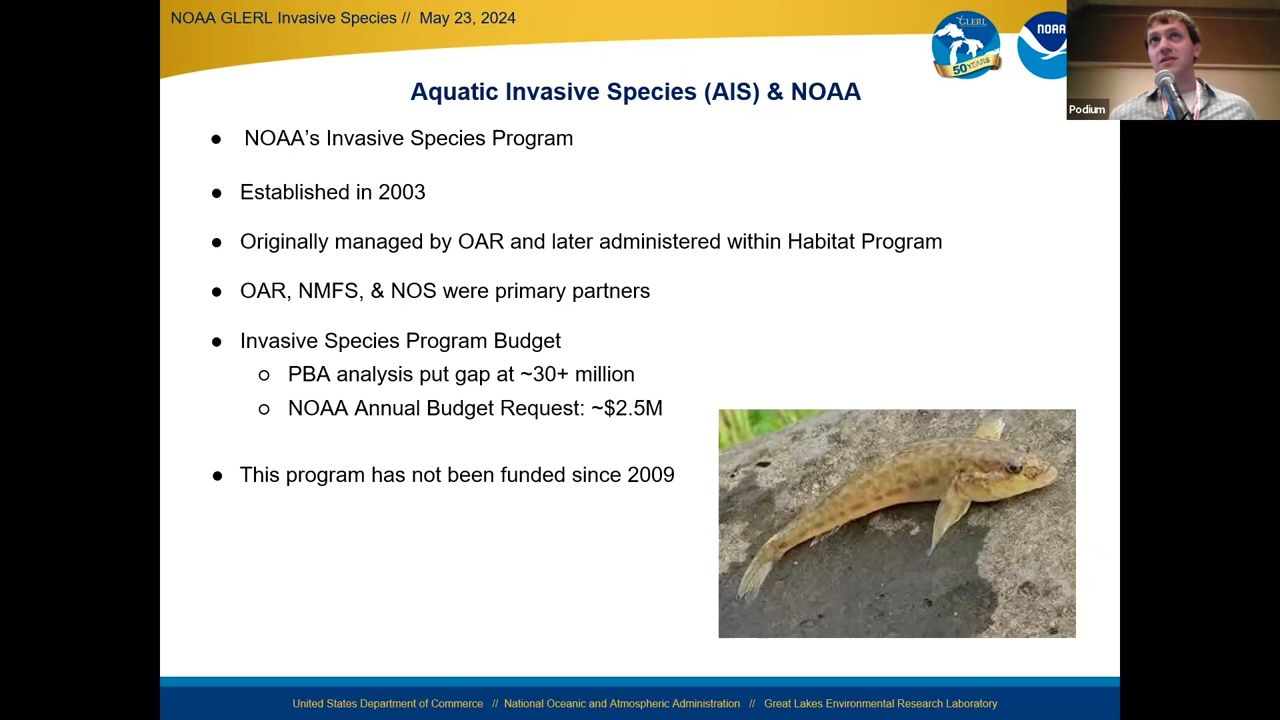 NOAA GLERL Invasive Species // May 23, 2024
GLERL
50 YEARS
NOAA
Podium
Aquatic Invasive Species (AIS) & NOAA
● NOAA's Invasive Species Program
● Established in 2003
● Originally managed by OAR and later administered within Habitat Program
● OAR, NMFS, & NOS were primary partners
● Invasive Species Program Budget
○ PBA analysis put gap at ~30+ million
○ NOAA Annual Budget Request: ~$2.5M
● This program has not been funded since 2009
United States Department of Commerce // National Oceanic and Atmospheric Administration // Great Lakes Environmental Research Laboratory